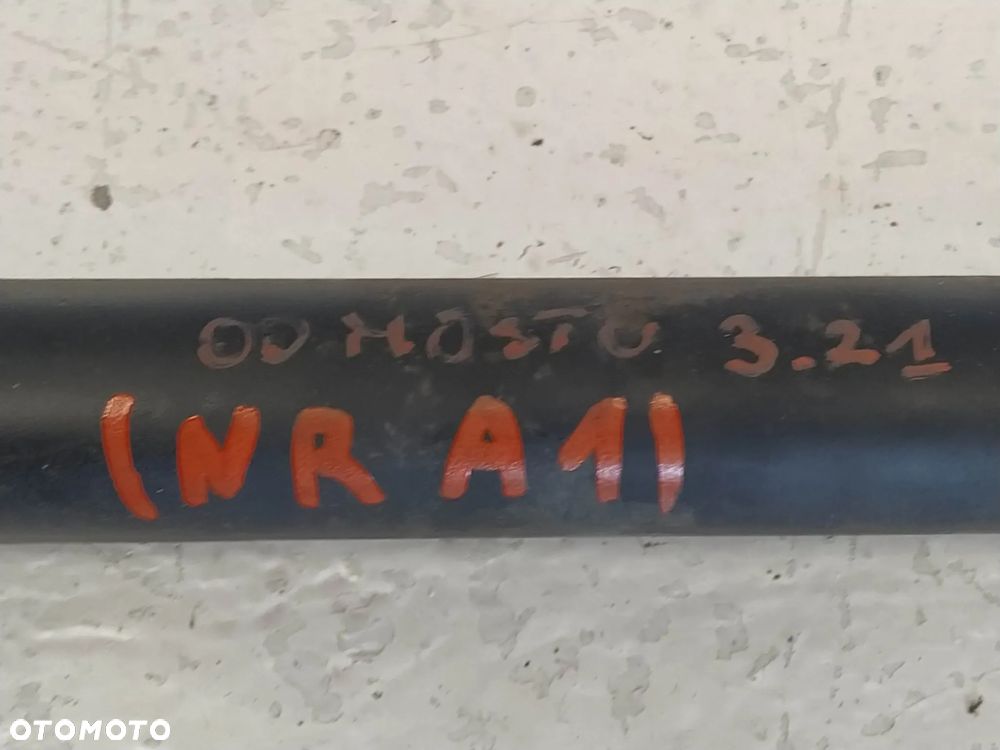 OD MOSTU 3.21
(NR A1)
OTOMOTO